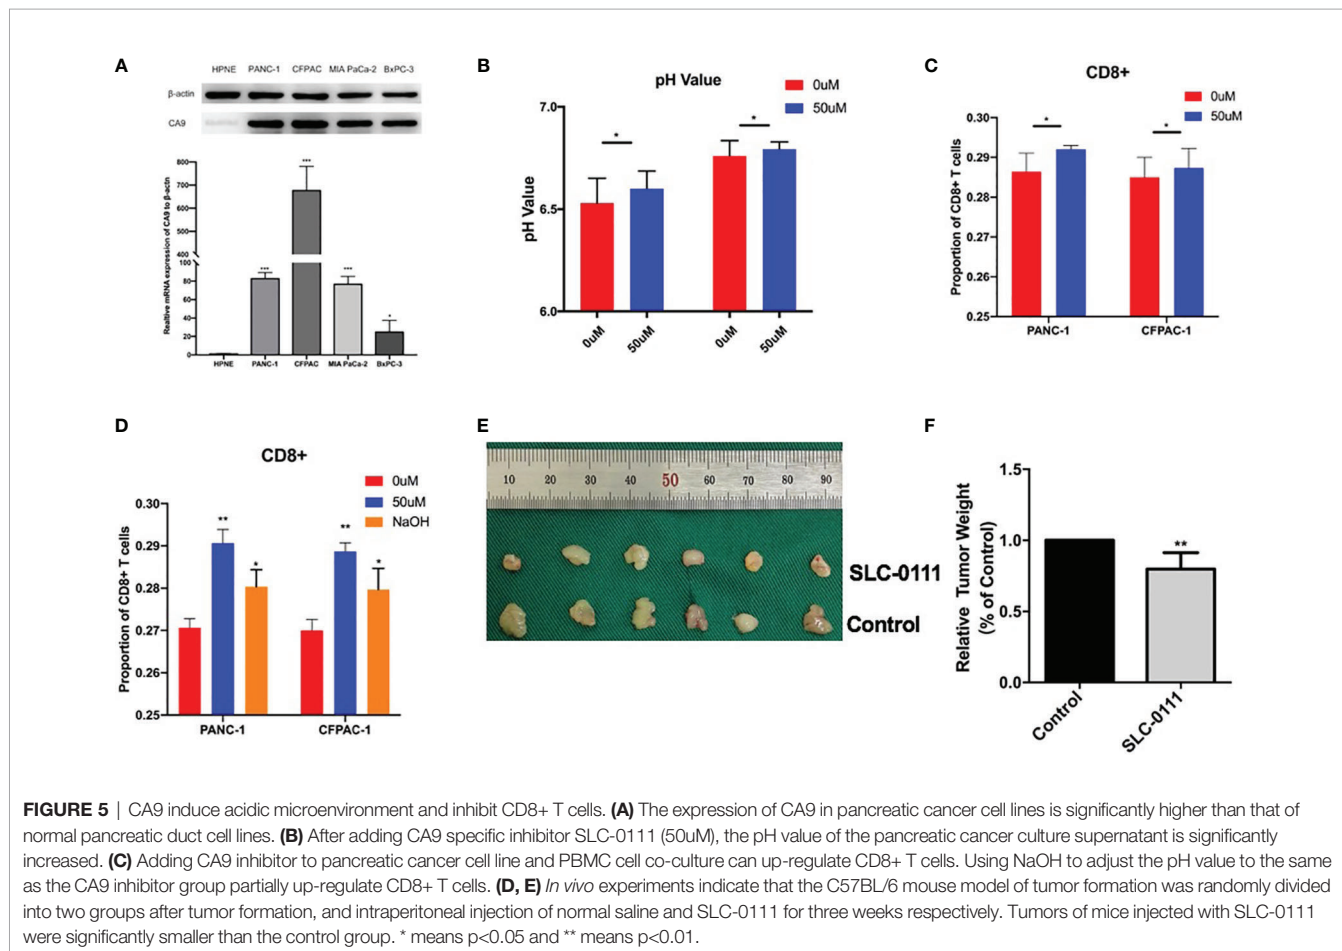 A
HPNE PANC-1 CFPAC MIA PaCa-2 BxPC-3
β-actin
CA9
Realtive mRNA expression of CA9 to β-actn
800
700
600
500
400
100
80
60
40
20
0
***
***
***
*
HPNE PANC-1 CFPAC MIA PaCa-2 BxPC-3
B
pH Value
0uM
50uM
pH Value
7.0
6.5
6.0
*
*
0uM 50uM 0uM 50uM
C
CD8+
0uM
50uM
Proportion of CD8+ T cells
0.30
0.29
0.28
0.27
0.26
0.25
*
*
PANC-1 CFPAC-1
D
CD8+
0uM
50uM
NaOH
Proportion of CD8+ T cells
0.30
0.29
0.28
0.27
0.26
0.25
**
*
**
*
PANC-1 CFPAC-1
E
10 20 30 40 50 60 70 80 90
SLC-0111
Control
F
Relative Tumor Weight
(% of Control)
1.5
1.0
0.5
0.0
**
Control SLC-0111
FIGURE 5 | CA9 induce acidic microenvironment and inhibit CD8+ T cells. (A) The expression of CA9 in pancreatic cancer cell lines is significantly higher than that of
normal pancreatic duct cell lines. (B) After adding CA9 specific inhibitor SLC-0111 (50uM), the pH value of the pancreatic cancer culture supernatant is significantly
increased. (C) Adding CA9 inhibitor to pancreatic cancer cell line and PBMC cell co-culture can up-regulate CD8+ T cells. Using NaOH to adjust the pH value to the same
as the CA9 inhibitor group partially up-regulate CD8+ T cells. (D, E) In vivo experiments indicate that the C57BL/6 mouse model of tumor formation was randomly divided
into two groups after tumor formation, and intraperitoneal injection of normal saline and SLC-0111 for three weeks respectively. Tumors of mice injected with SLC-0111
were significantly smaller than the control group. * means p<0.05 and ** means p<0.01.